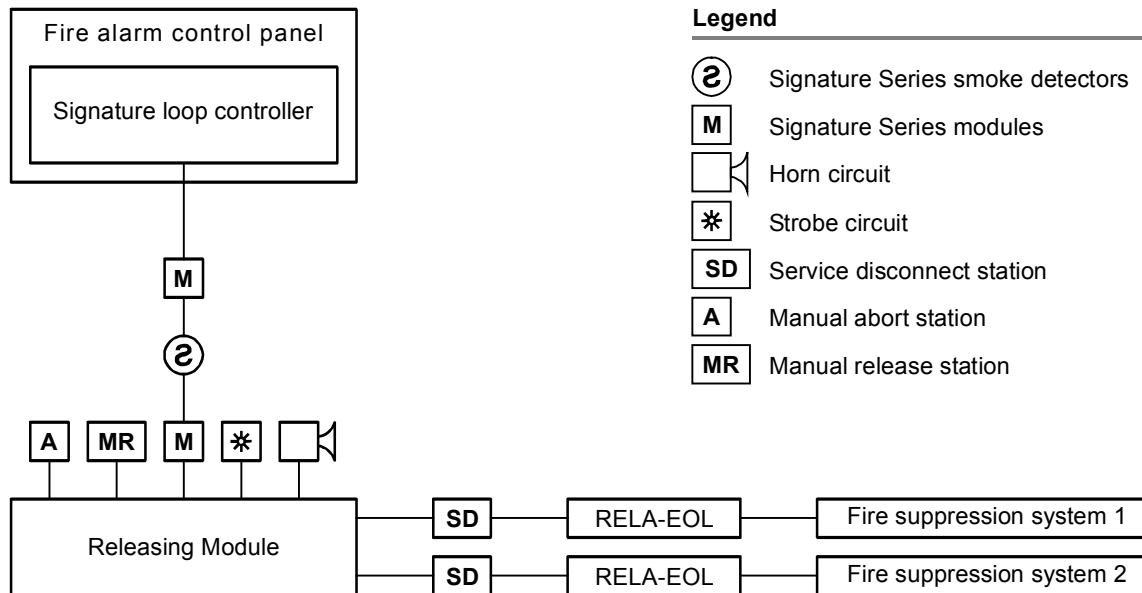 Fire alarm control panel
Signature loop controller
M
A
MR
M
Releasing Module
SD
RELA-EOL
Fire suppression system 1
SD
RELA-EOL
Fire suppression system 2
Legend
Signature Series smoke detectors
M
Signature Series modules
Horn circuit
Strobe circuit
SD
Service disconnect station
A
Manual abort station
MR
Manual release station